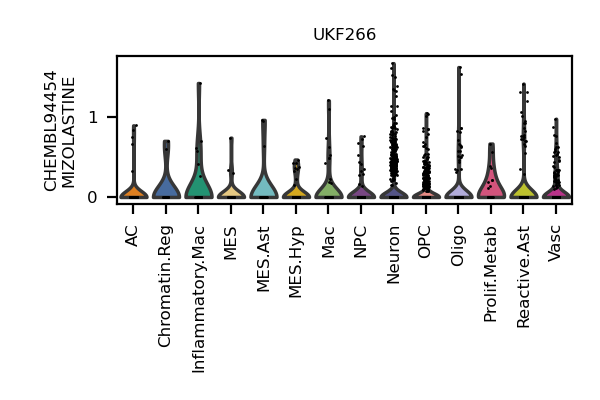 UKF266
CHEMBL94454
MIZOLASTINE
1
0
AC
Chromatin.Reg
Inflammatory.Mac
MES
MES.Ast
MES.Hyp
Mac
NPC
Neuron
OPC
Oligo
Prolif.Metab
Reactive.Ast
Vasc